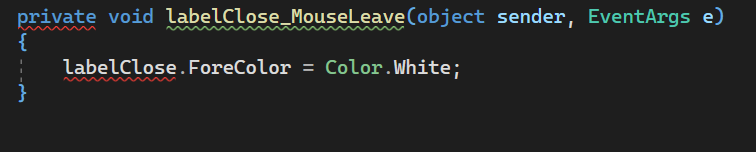 private void labelClose_MouseLeave(object sender, EventArgs e)
{
    labelClose.ForeColor = Color.White;
}